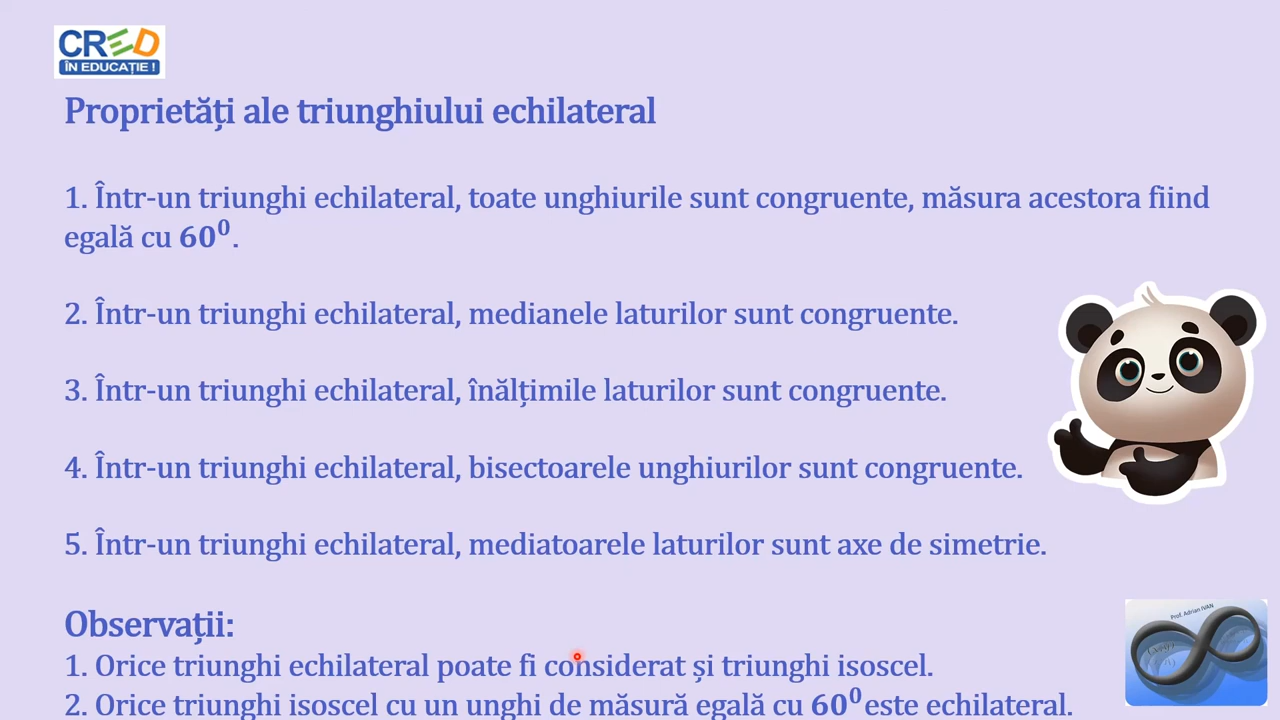 CRED
ÎN EDUCAȚIE !
Proprietăți ale triunghiului echilateral
1. Într-un triunghi echilateral, toate unghiurile sunt congruente, măsura acestora fiind
egală cu 60⁰.
2. Într-un triunghi echilateral, medianele laturilor sunt congruente.
3. Într-un triunghi echilateral, înălțimile laturilor sunt congruente.
4. Într-un triunghi echilateral, bisectoarele unghiurilor sunt congruente.
5. Într-un triunghi echilateral, mediatoarele laturilor sunt axe de simetrie.
Observații:
1. Orice triunghi echilateral poate fi considerat și triunghi isoscel.
2. Orice triunghi isoscel cu un unghi de măsură egală cu 60⁰este echilateral.
Prof. Adrian IVAN